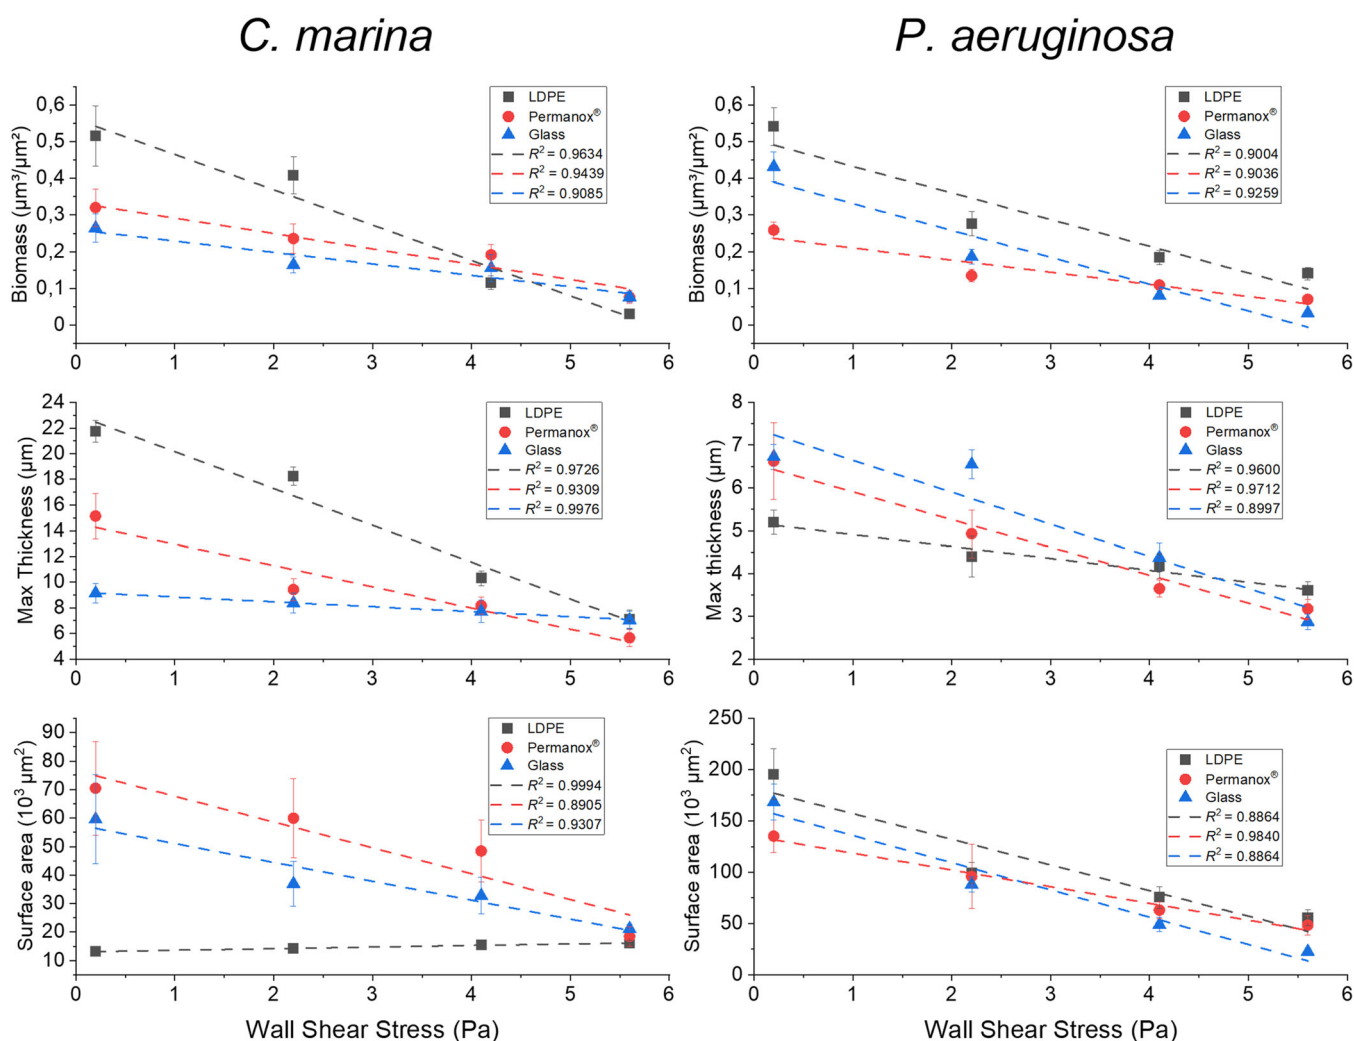 C. marina
P. aeruginosa
Biomass (µm³/µm²)
0,6
0,5
0,4
0,3
0,2
0,1
0
LDPE
Permanox®
Glass
R² = 0.9634
R² = 0.9439
R² = 0.9085
0 1 2 3 4 5 6
Biomass (µm³/µm²)
0,6
0,5
0,4
0,3
0,2
0,1
0
LDPE
Permanox®
Glass
R² = 0.9004
R² = 0.9036
R² = 0.9259
0 1 2 3 4 5 6
Max Thickness (µm)
24
22
20
18
16
14
12
10
8
6
4
LDPE
Permanox®
Glass
R² = 0.9726
R² = 0.9309
R² = 0.9976
0 1 2 3 4 5 6
Max thickness (µm)
8
7
6
5
4
3
2
LDPE
Permanox®
Glass
R² = 0.9600
R² = 0.9712
R² = 0.8997
0 1 2 3 4 5 6
Surface area (10³ µm²)
90
80
70
60
50
40
30
20
10
LDPE
Permanox®
Glass
R² = 0.9994
R² = 0.8905
R² = 0.9307
0 1 2 3 4 5 6
Wall Shear Stress (Pa)
Surface area (10³ µm²)
250
200
150
100
50
0
LDPE
Permanox®
Glass
R² = 0.8864
R² = 0.9840
R² = 0.8864
0 1 2 3 4 5 6
Wall Shear Stress (Pa)